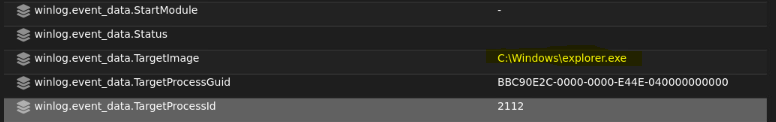 winlog.event_data.StartModule -
winlog.event_data.Status
winlog.event_data.TargetImage C:\Windows\explorer.exe
winlog.event_data.TargetProcessGuid BBC90E2C-0000-0000-E44E-040000000000
winlog.event_data.TargetProcessId 2112